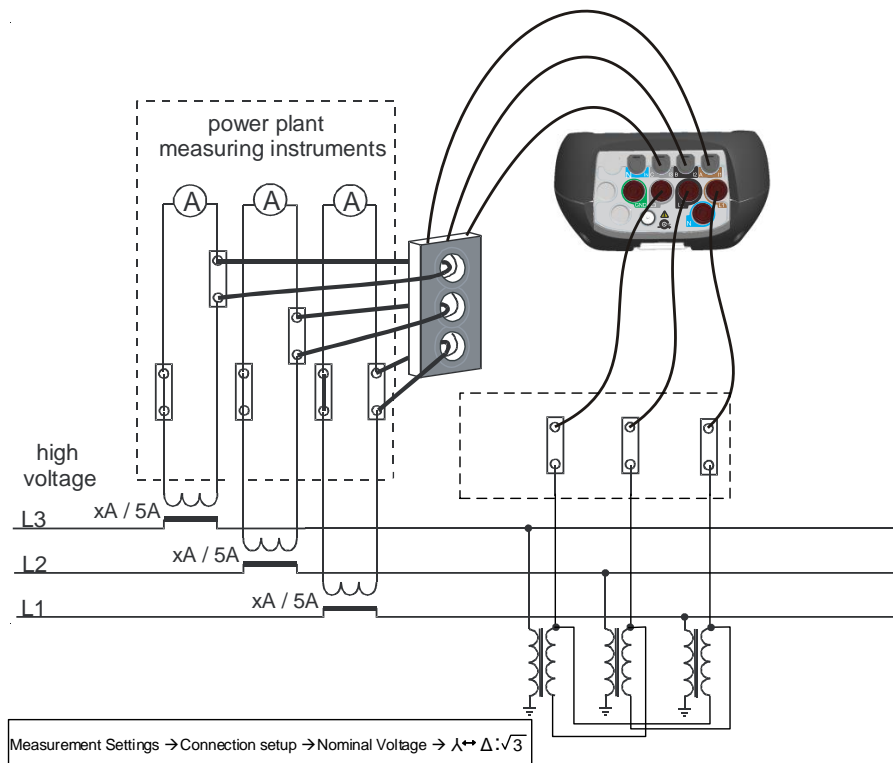 power plant
measuring instruments
A
A
A
high
voltage
xA / 5A
L3
xA / 5A
L2
xA / 5A
L1
N
N
Measurement Settings → Connection setup → Nominal Voltage → ⅄↔ Δ:√3